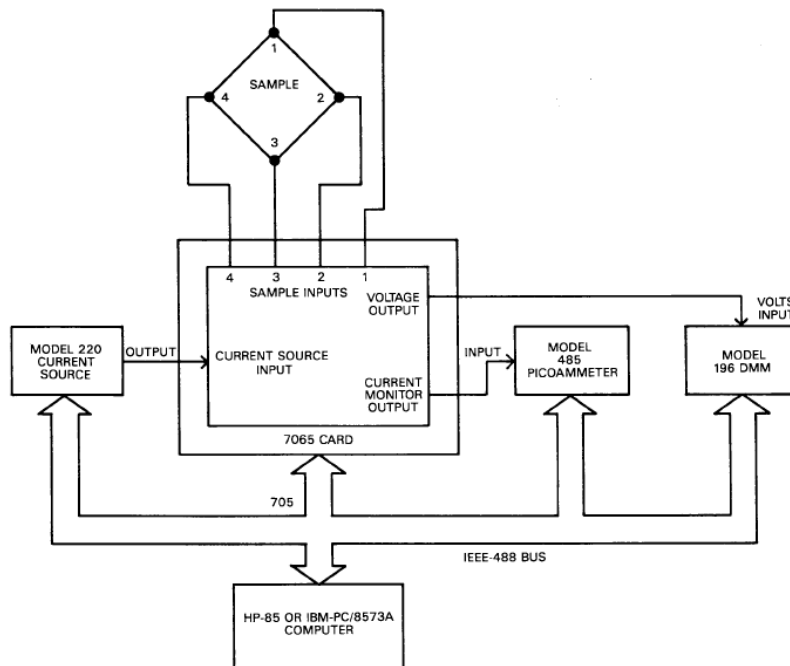 1
SAMPLE
4
2
3
4
3
2
1
SAMPLE INPUTS
VOLTAGE
OUTPUT
VOLTS
INPUT
MODEL 220
CURRENT
SOURCE
OUTPUT
CURRENT SOURCE
INPUT
INPUT
MODEL
485
PICOAMMETER
MODEL
196 DMM
CURRENT
MONITOR
OUTPUT
7065 CARD
705
IEEE-488 BUS
HP-85 OR IBM-PC/8573A
COMPUTER